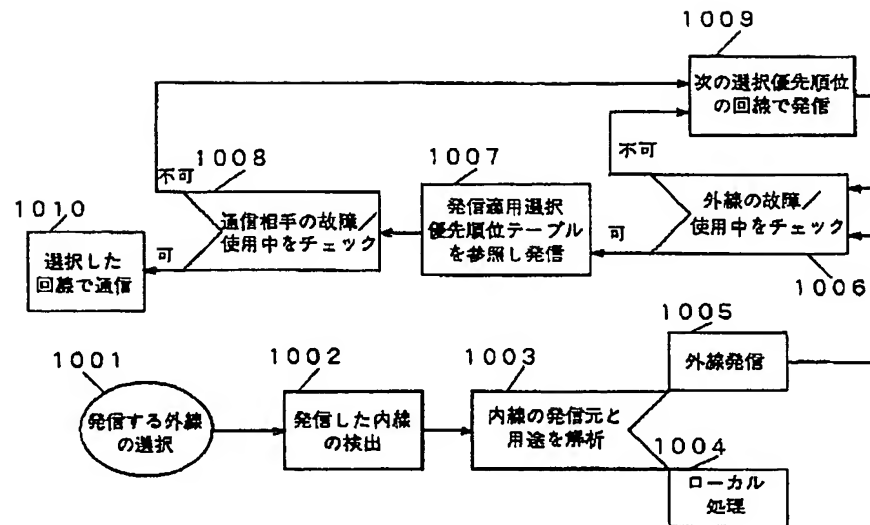 1009
次の選択優先順位
の回線で発信
1008
不可
1007
不可
1010
通信相手の故障／
使用中をチェック
発信適用選択
優先順位テーブル
を参照し発信
外線の故障／
使用中をチェック
可
可
選択した
回線で通信
1006
1005
1001
1002
1003
外線発信
発信する外線
の選択
発信した内線
の検出
内線の発信元と
用途を解析
1004
ローカル
処理